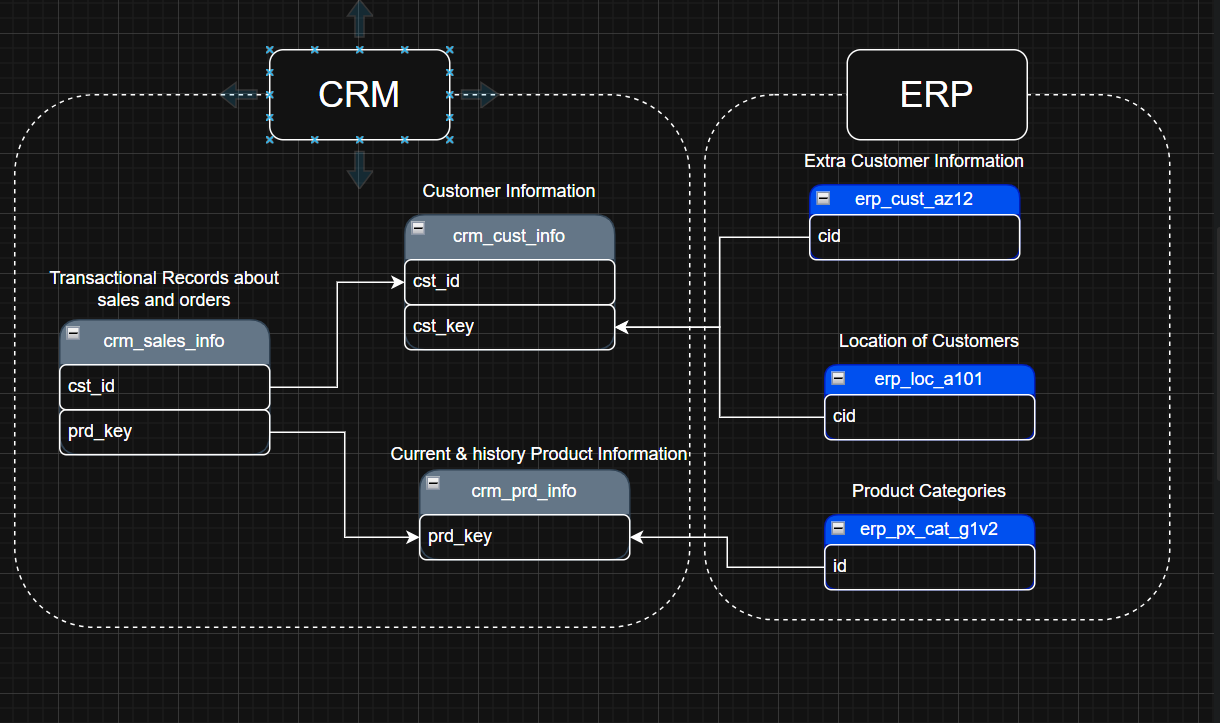 CRM
ERP
Extra Customer Information
erp_cust_az12
cid
Customer Information
crm_cust_info
cst_id
cst_key
Transactional Records about
sales and orders
crm_sales_info
cst_id
prd_key
Location of Customers
erp_loc_a101
cid
Current & history Product Information
crm_prd_info
prd_key
Product Categories
erp_px_cat_g1v2
id